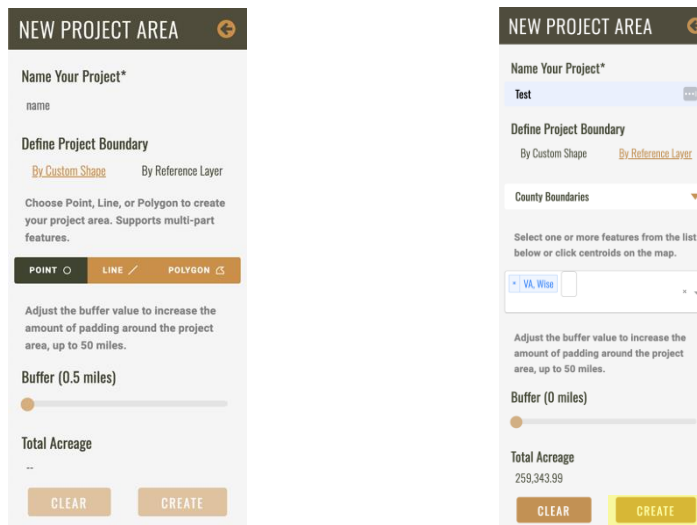 NEW PROJECT AREA
Name Your Project*
name
Define Project Boundary
By Custom Shape By Reference Layer
Choose Point, Line, or Polygon to create
your project area. Supports multi-part
features.
POINT LINE POLYGON
Adjust the buffer value to increase the
amount of padding around the project
area, up to 50 miles.
Buffer (0.5 miles)
Total Acreage
--
CLEAR CREATE
NEW PROJECT AREA
Name Your Project*
Test
Define Project Boundary
By Custom Shape By Reference Layer
County Boundaries
Select one or more features from the list
below or click centroids on the map.
VA, Wise
Adjust the buffer value to increase the
amount of padding around the project
area, up to 50 miles.
Buffer (0 miles)
Total Acreage
259,343.99
CLEAR CREATE